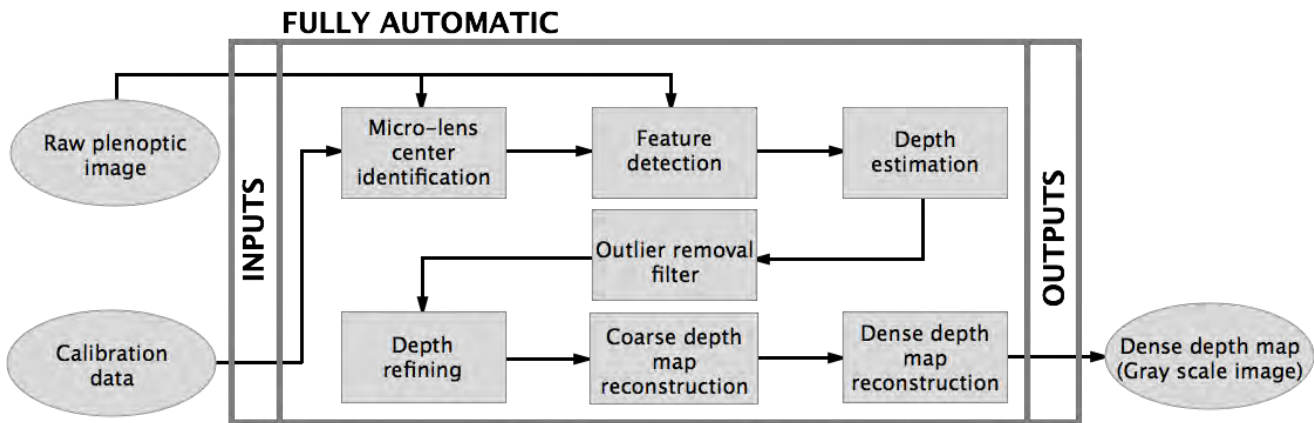 FULLY AUTOMATIC
INPUTS
OUTPUTS
Raw plenoptic
image
Micro-lens
center
identification
Feature
detection
Depth
estimation
Outlier removal
filter
Calibration
data
Depth
refining
Coarse depth
map
reconstruction
Dense depth
map
reconstruction
Dense depth map
(Gray scale image)